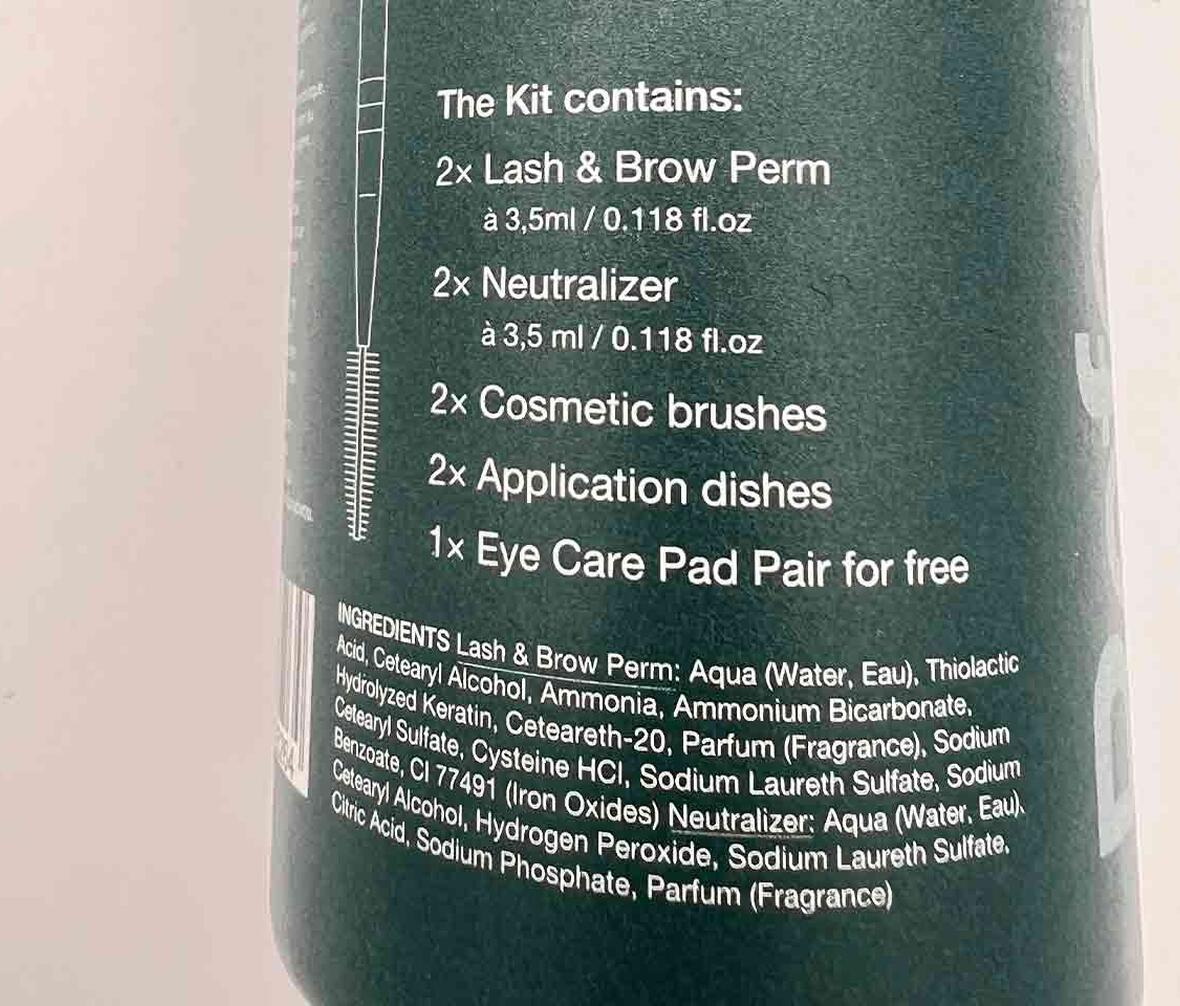 The Kit contains:
2x Lash & Brow Perm
à 3,5ml / 0.118 fl.oz
2x Neutralizer
à 3,5 ml / 0.118 fl.oz
2x Cosmetic brushes
2x Application dishes
1x Eye Care Pad Pair for free
INGREDIENTS Lash & Brow Perm: Aqua (Water, Eau), Thiolactic
Acid, Cetearyl Alcohol, Ammonia, Ammonium Bicarbonate,
Hydrolyzed Keratin, Ceteareth-20, Parfum (Fragrance), Sodium
Cetearyl Sulfate, Cysteine HCl, Sodium Laureth Sulfate, Sodium
Benzoate, CI 77491 (Iron Oxides) Neutralizer: Aqua (Water, Eau),
Cetearyl Alcohol, Hydrogen Peroxide, Sodium Laureth Sulfate,
Citric Acid, Sodium Phosphate, Parfum (Fragrance)